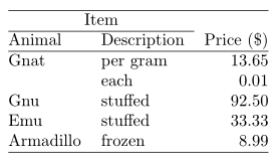 Item
Animal Description Price ($)
Gnat per gram 13.65
each 0.01
Gnu stuffed 92.50
Emu stuffed 33.33
Armadillo frozen 8.99